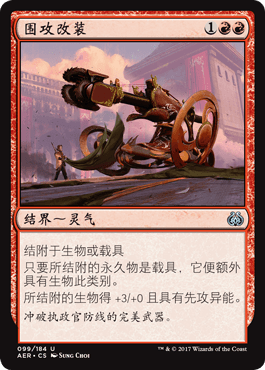 围攻改装 1
结界～灵气
结附于生物或载具
只要所结附的永久物是载具，它便额外
具有生物此类别。
所结附的生物得 +3/+0 且具有先攻异能。
冲破执政官防线的完美武器。
099/184 U
AER • CS SUNG CHOI
™ & © 2017 Wizards of the Coast